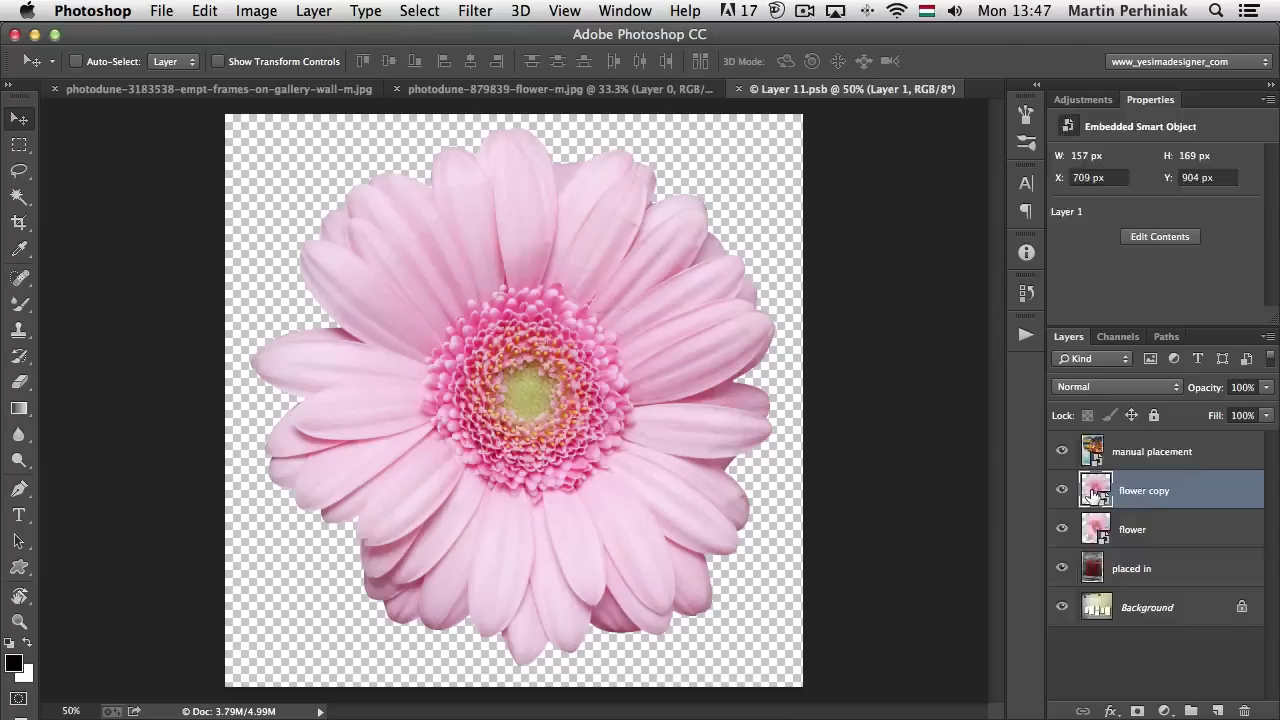 Photoshop File Edit Image Layer Type Select Filter 3D View Window Help 17 Mon 13:47 Martin Perhiniak
Adobe Photoshop CC
Auto-Select: Layer Show Transform Controls 3D Mode: www_yesimadesigner_com
photodune-3183538-empt-frames-on-gallery-wall-m.jpg photodune-879839-flower-m.jpg @ 33.3% (Layer 0, RGB/... © Layer 11.psb @ 50% (Layer 1, RGB/8*)
Adjustments Properties
Embedded Smart Object
W: 157 px H: 169 px
X: 709 px Y: 904 px
Layer 1
Edit Contents
Layers Channels Paths
Kind
Normal Opacity: 100%
Lock: Fill: 100%
manual placement
flower copy
flower
placed in
Background
50% © Doc: 3.79M/4.99M